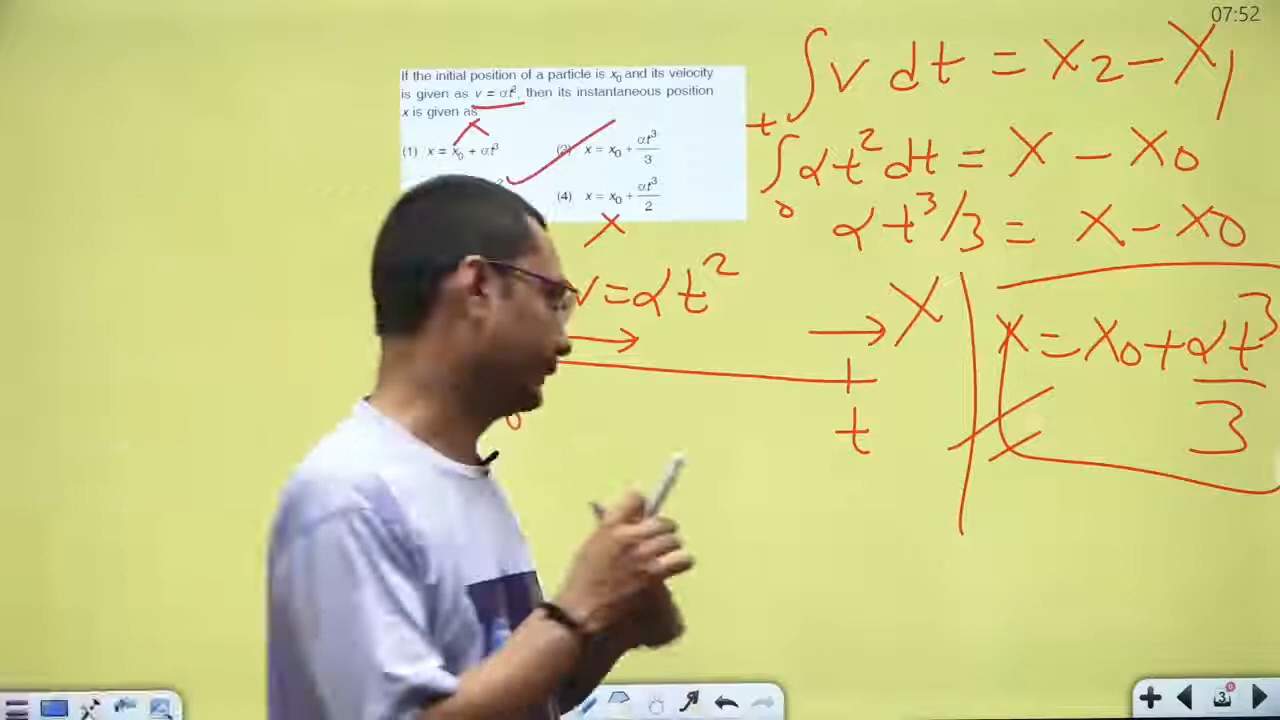 07:52
∫ v dt = x₂ - x₁
If the initial position of a particle is x₀ and its velocity
is given as v = αt², then its instantaneous position
x is given as
(1) x = x₀ + αt³
(2) x = x₀ + αt³/3
(4) x = x₀ + αt³/2
∫₀ᵗ αt² dt = x - x₀
αt³/3 = x - x₀
v = αt²
→ x
t
x = x₀ + αt³/3
3